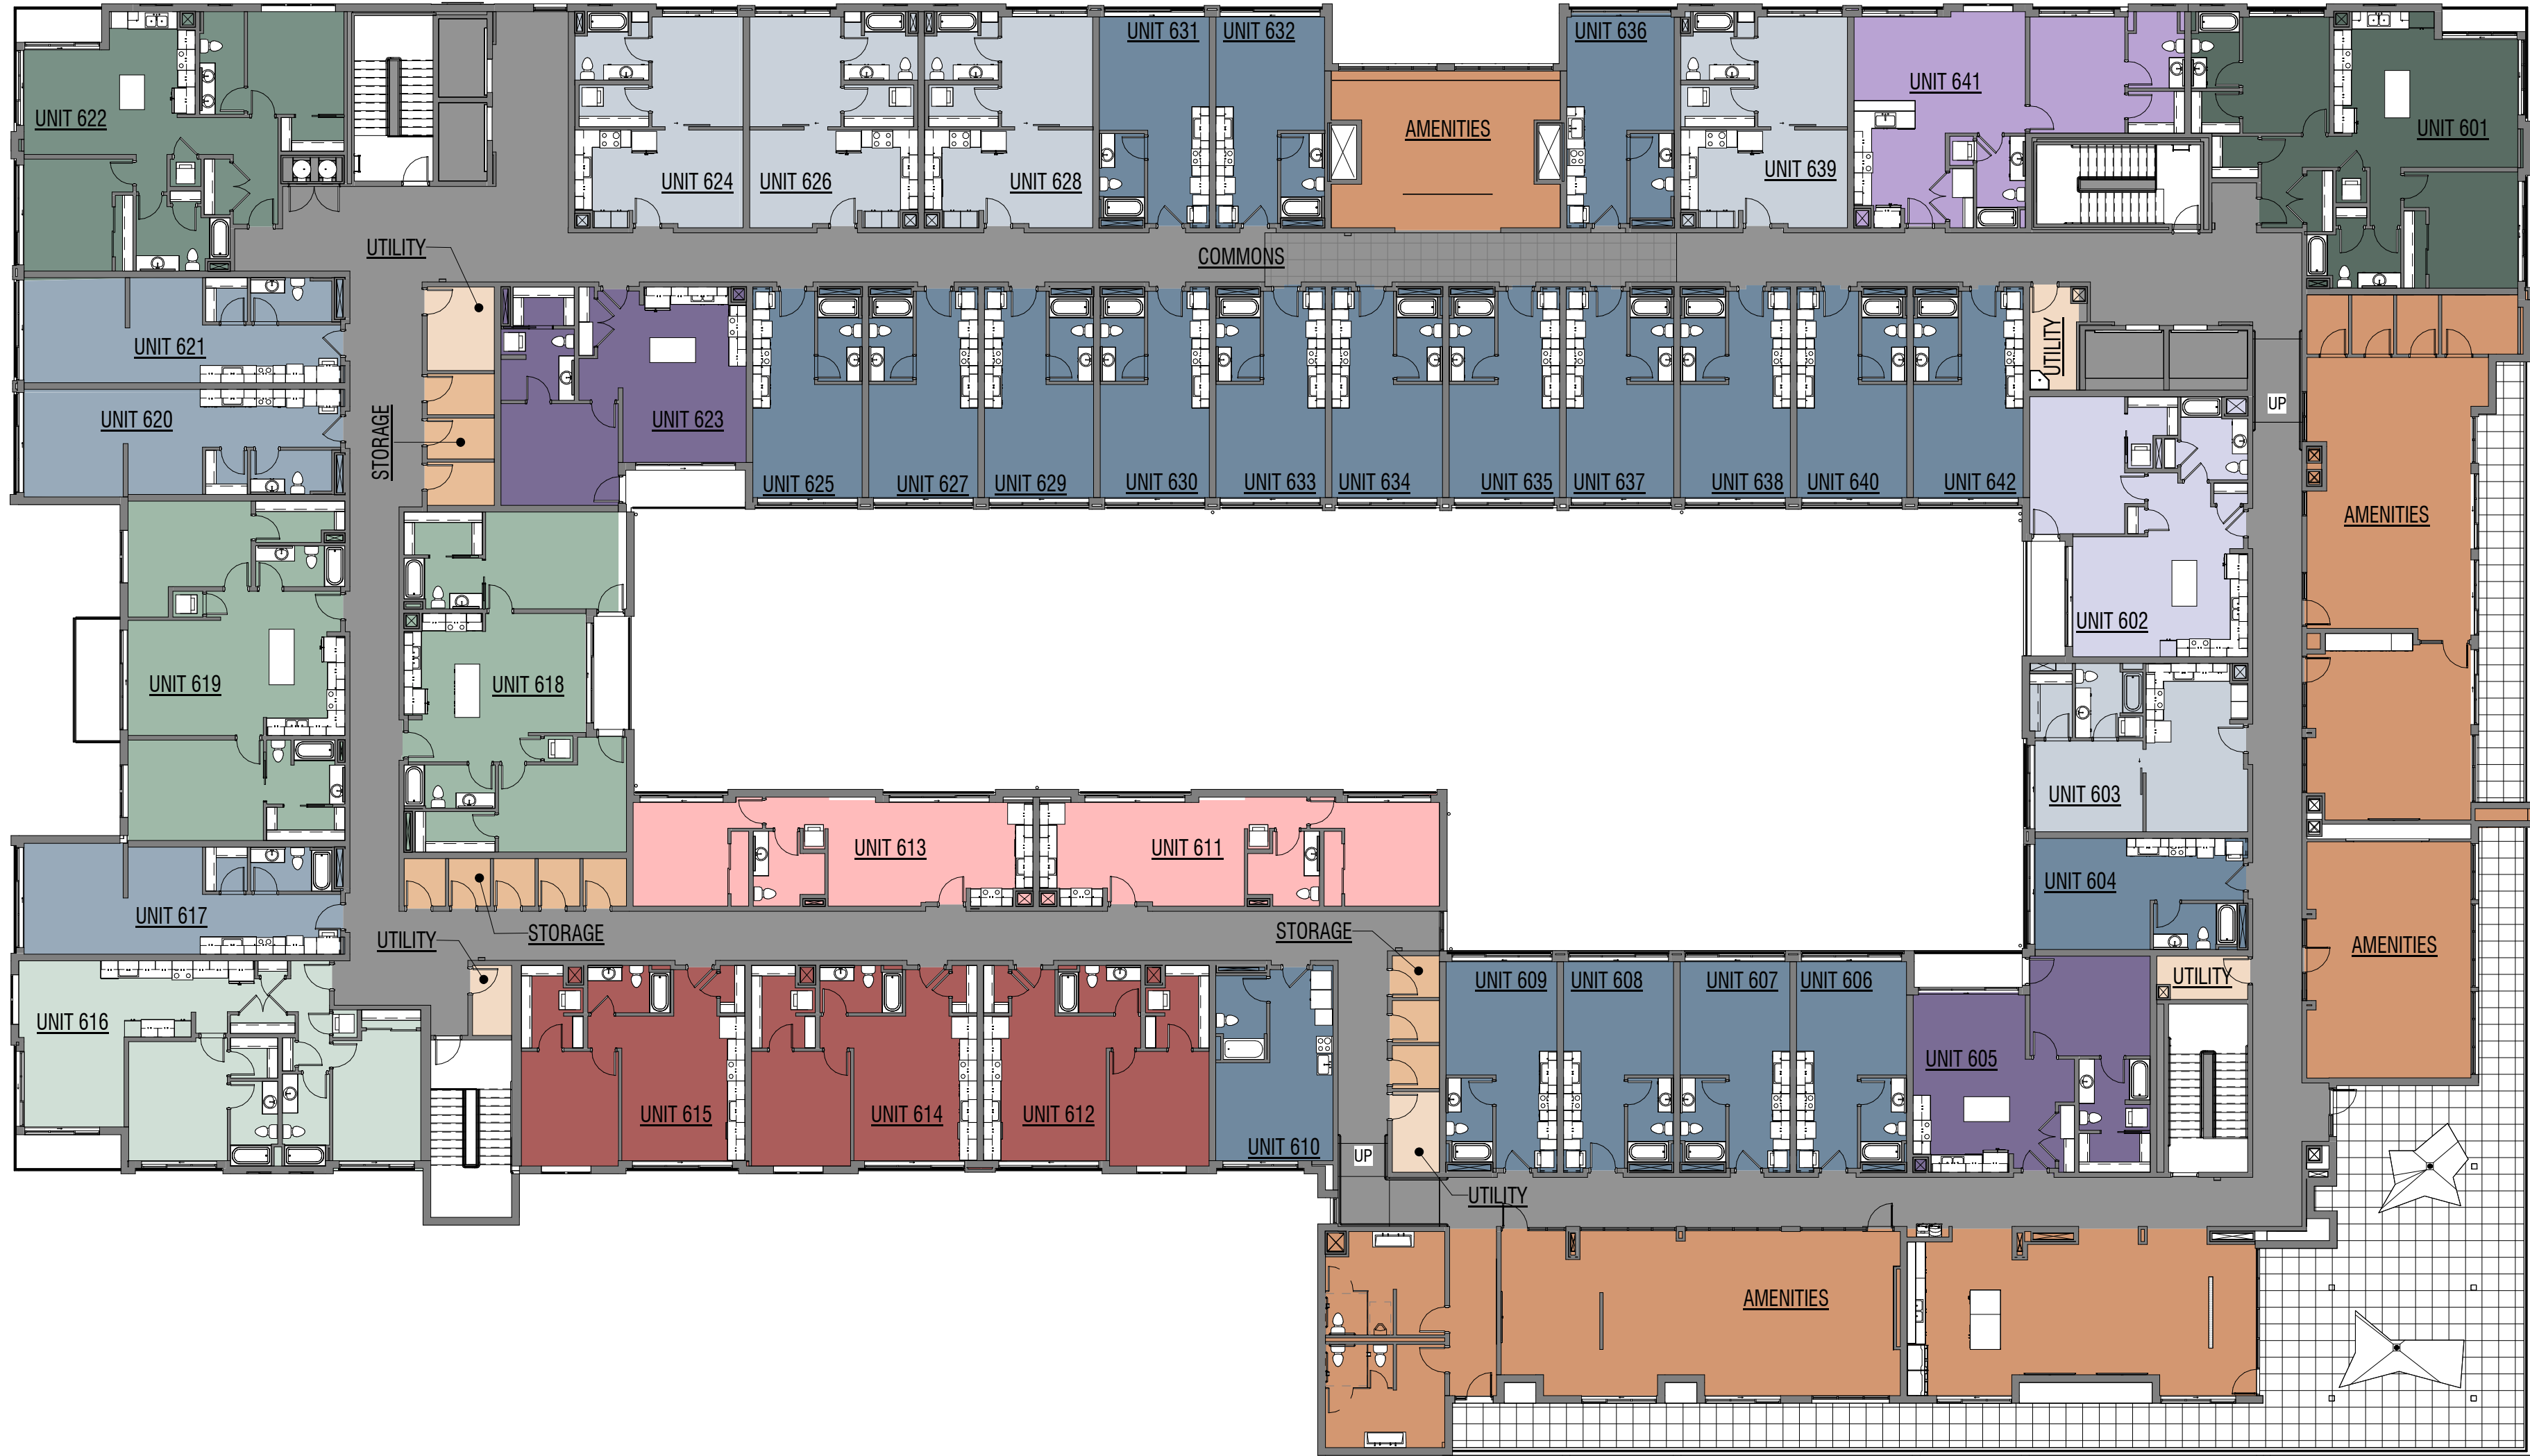 UNIT 631
UNIT 632
UNIT 636
UNIT 641
UNIT 622
AMENITIES
UNIT 601
UNIT 624
UNIT 626
UNIT 628
UNIT 639
UTILITY
COMMONS
UNIT 621
UTILITY
UNIT 620
STORAGE
UNIT 623
UP
UNIT 625
UNIT 627
UNIT 629
UNIT 630
UNIT 633
UNIT 634
UNIT 635
UNIT 637
UNIT 638
UNIT 640
UNIT 642
AMENITIES
UNIT 602
UNIT 619
UNIT 618
UNIT 603
UNIT 613
UNIT 611
UNIT 604
UNIT 617
STORAGE
STORAGE
UTILITY
AMENITIES
UNIT 609
UNIT 608
UNIT 607
UNIT 606
UTILITY
UNIT 616
UNIT 605
UNIT 615
UNIT 614
UNIT 612
UNIT 610
UP
UTILITY
AMENITIES